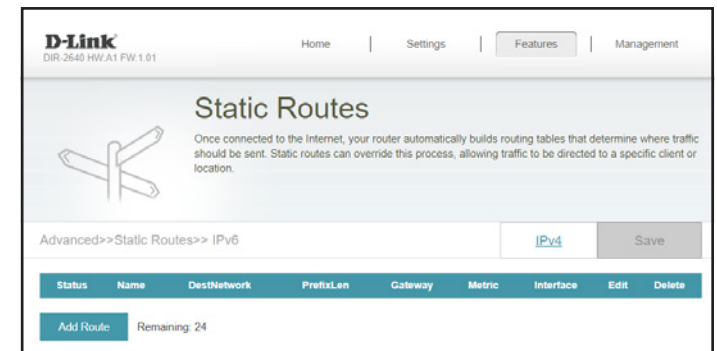 D-Link
DIR-2640 HW:A1 FW:1.01
Home | Settings | Features | Management
Static Routes
Once connected to the Internet, your router automatically builds routing tables that determine where traffic
should be sent. Static routes can override this process, allowing traffic to be directed to a specific client or
location.
Advanced>>Static Routes>> IPv6
IPv4
Save
Status Name DestNetwork PrefixLen Gateway Metric Interface Edit Delete
Add Route Remaining: 24